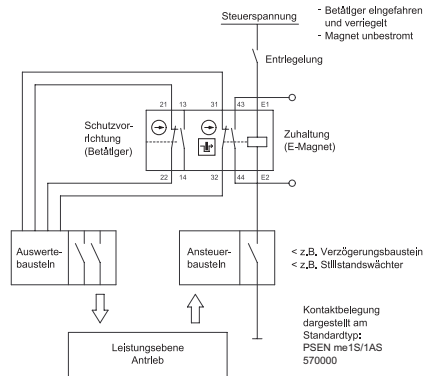 Steuerspannung
- Betätiger eingefahren
und verriegelt
- Magnet unbestromt
Entriegelung
21 13 31 43 E1
Schutzvor-
richtung
(Betätiger)
Zuhaltung
(E-Magnet)
22 14 32 44 E2
Auswerte-
baustein
Ansteuer-
baustein
< z.B. Verzögerungsbaustein
< z.B. Stillstandswächter
Leistungsebene
Antrieb
Kontaktbelegung
dargestellt am
Standardtyp:
PSEN me1S/1AS
570000